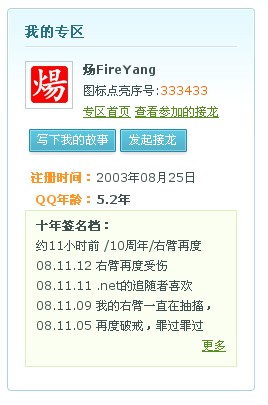 我的专区
炀
炀FireYang
图标点亮序号:333433
专区首页 查看参加的接龙
写下我的故事 发起接龙
注册时间：2003年08月25日
QQ年龄：5.2年
十年签名档：
约11小时前 /10周年/右臂再度
08.11.12 右臂再度受伤
08.11.11 .net的追随者喜欢
08.11.09 我的右臂一直在抽搐，
08.11.05 再度破戒，罪过罪过
更多